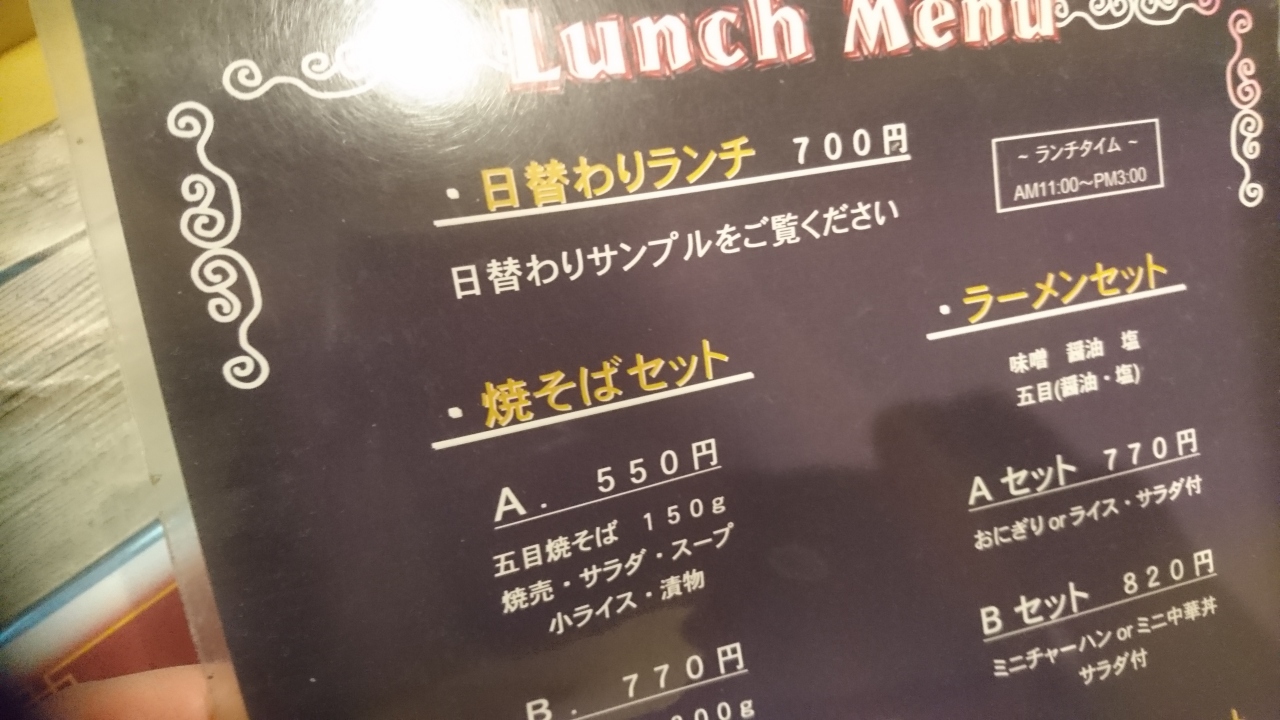 Lunch Menu
・日替わりランチ　７００円
日替わりサンプルをご覧ください
～ ランチタイム ～
AM11:00～PM3:00
・焼そばセット
Ａ．　５５０円
五目焼そば　１５０ｇ
焼売・サラダ・スープ
小ライス・漬物
Ｂ．　７７０円
００ｇ
・ラーメンセット
味噌　醤油　塩
五目(醤油・塩)
Ａセット　７７０円
おにぎり or ライス・サラダ付
Ｂセット　８２０円
ミニチャーハン or ミニ中華丼
サラダ付